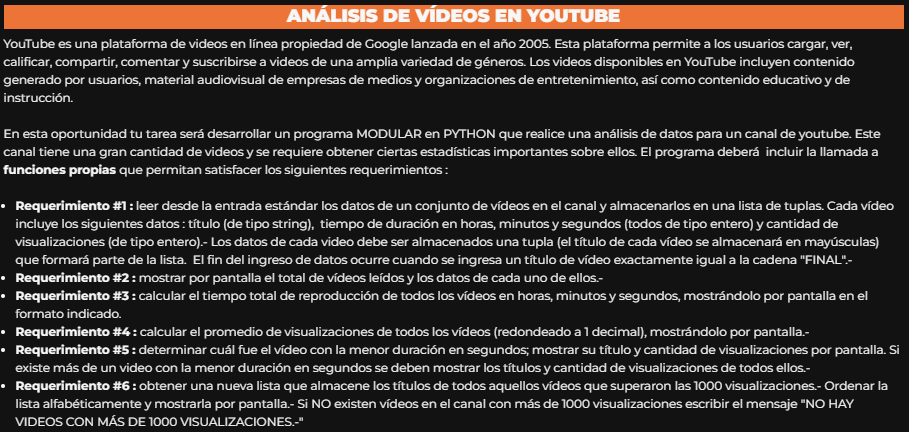 ANÁLISIS DE VÍDEOS EN YOUTUBE
YouTube es una plataforma de videos en línea propiedad de Google lanzada en el año 2005. Esta plataforma permite a los usuarios cargar, ver,
calificar, compartir, comentar y suscribirse a videos de una amplia variedad de géneros. Los videos disponibles en YouTube incluyen contenido
generado por usuarios, material audiovisual de empresas de medios y organizaciones de entretenimiento, así como contenido educativo y de
instrucción.
En esta oportunidad tu tarea será desarrollar un programa MODULAR en PYTHON que realice una análisis de datos para un canal de youtube. Este
canal tiene una gran cantidad de videos y se requiere obtener ciertas estadísticas importantes sobre ellos. El programa deberá incluir la llamada a
funciones propias que permitan satisfacer los siguientes requerimientos :
• Requerimiento #1 : leer desde la entrada estándar los datos de un conjunto de vídeos en el canal y almacenarlos en una lista de tuplas. Cada vídeo
incluye los siguientes datos : título (de tipo string), tiempo de duración en horas, minutos y segundos (todos de tipo entero) y cantidad de
visualizaciones (de tipo entero).- Los datos de cada video debe ser almacenados una tupla (el título de cada vídeo se almacenará en mayúsculas)
que formará parte de la lista. El fin del ingreso de datos ocurre cuando se ingresa un título de vídeo exactamente igual a la cadena "FINAL".-
• Requerimiento #2 : mostrar por pantalla el total de vídeos leídos y los datos de cada uno de ellos.-
• Requerimiento #3 : calcular el tiempo total de reproducción de todos los vídeos en horas, minutos y segundos, mostrándolo por pantalla en el
formato indicado.
• Requerimiento #4 : calcular el promedio de visualizaciones de todos los vídeos (redondeado a 1 decimal), mostrándolo por pantalla.-
• Requerimiento #5 : determinar cuál fue el vídeo con la menor duración en segundos; mostrar su título y cantidad de visualizaciones por pantalla. Si
existe más de un video con la menor duración en segundos se deben mostrar los títulos y cantidad de visualizaciones de todos ellos.-
• Requerimiento #6 : obtener una nueva lista que almacene los títulos de todos aquellos vídeos que superaron las 1000 visualizaciones.- Ordenar la
lista alfabéticamente y mostrarla por pantalla.- Si NO existen vídeos en el canal con más de 1000 visualizaciones escribir el mensaje "NO HAY
VIDEOS CON MÁS DE 1000 VISUALIZACIONES.-"